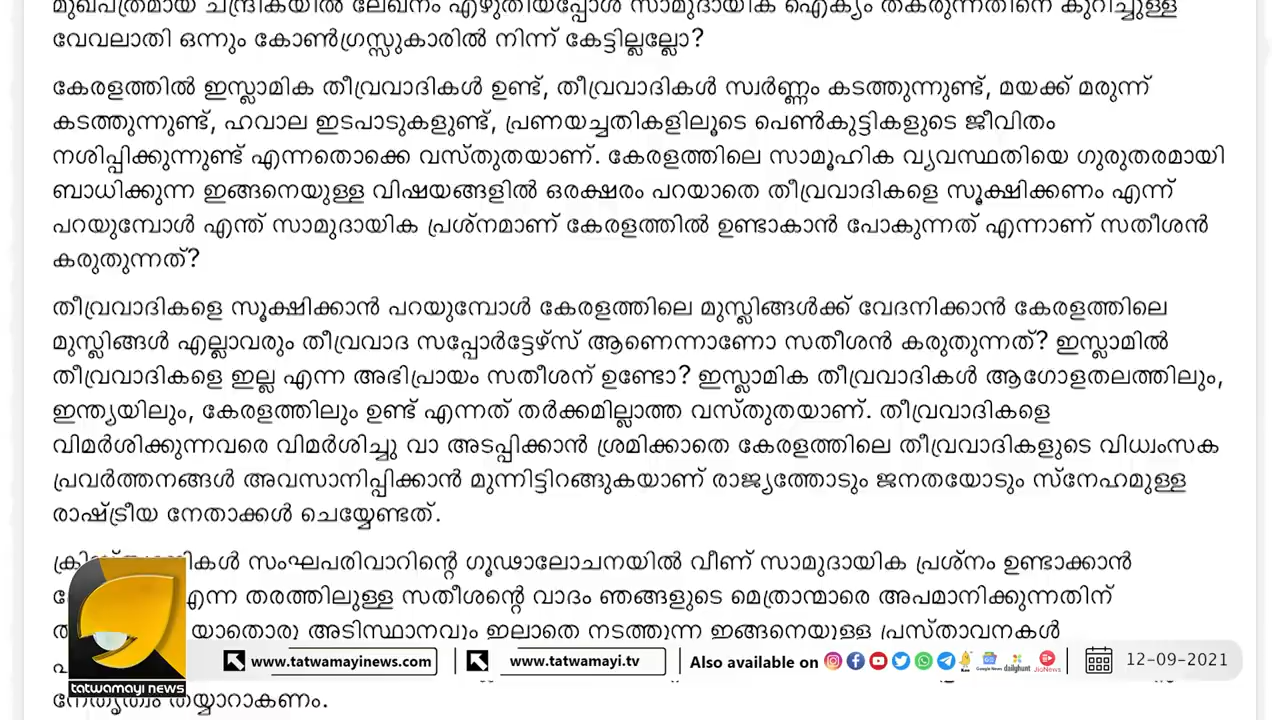 മുഖപത്രമായ ചന്ദ്രികയിൽ ലേഖനം എഴുതിയപ്പോൾ സാമുദായിക ഐക്യം തകരുന്നതിനെ കുറിച്ചുള്ള
വേവലാതി ഒന്നും കോൺഗ്രസ്സുകാരിൽ നിന്ന് കേട്ടില്ലല്ലോ?
കേരളത്തിൽ ഇസ്ലാമിക തീവ്രവാദികൾ ഉണ്ട്, തീവ്രവാദികൾ സ്വർണ്ണം കടത്തുന്നുണ്ട്, മയക്ക് മരുന്ന്
കടത്തുന്നുണ്ട്, ഹവാല ഇടപാടുകളുണ്ട്, പ്രണയച്ചതികളിലൂടെ പെൺകുട്ടികളുടെ ജീവിതം
നശിപ്പിക്കുന്നുണ്ട് എന്നതൊക്കെ വസ്തുതയാണ്. കേരളത്തിലെ സാമൂഹിക വ്യവസ്ഥതിയെ ഗുരുതരമായി
ബാധിക്കുന്ന ഇങ്ങനെയുള്ള വിഷയങ്ങളിൽ ഒരക്ഷരം പറയാതെ തീവ്രവാദികളെ സൂക്ഷിക്കണം എന്ന്
പറയുമ്പോൾ എന്ത് സാമുദായിക പ്രശ്നമാണ് കേരളത്തിൽ ഉണ്ടാകാൻ പോകുന്നത് എന്നാണ് സതീശൻ
കരുതുന്നത്?
തീവ്രവാദികളെ സൂക്ഷിക്കാൻ പറയുമ്പോൾ കേരളത്തിലെ മുസ്ലിങ്ങൾക്ക് വേദനിക്കാൻ കേരളത്തിലെ
മുസ്ലിങ്ങൾ എല്ലാവരും തീവ്രവാദ സപ്പോർട്ടേഴ്സ് ആണെന്നാണോ സതീശൻ കരുതുന്നത്? ഇസ്ലാമിൽ
തീവ്രവാദികളെ ഇല്ല എന്ന അഭിപ്രായം സതീശന് ഉണ്ടോ? ഇസ്ലാമിക തീവ്രവാദികൾ ആഗോളതലത്തിലും,
ഇന്ത്യയിലും, കേരളത്തിലും ഉണ്ട് എന്നത് തർക്കമില്ലാത്ത വസ്തുതയാണ്. തീവ്രവാദികളെ
വിമർശിക്കുന്നവരെ വിമർശിച്ചു വാ അടപ്പിക്കാൻ ശ്രമിക്കാതെ കേരളത്തിലെ തീവ്രവാദികളുടെ വിധ്വംസക
പ്രവർത്തനങ്ങൾ അവസാനിപ്പിക്കാൻ മുന്നിട്ടിറങ്ങുകയാണ് രാജ്യത്തോടും ജനതയോടും സ്നേഹമുള്ള
രാഷ്ട്രീയ നേതാക്കൾ ചെയ്യേണ്ടത്.
സംഘപരിവാറിന്റെ ഗൂഢാലോചനയിൽ വീണ് സാമുദായിക പ്രശ്നം ഉണ്ടാക്കാൻ
എന്ന തരത്തിലുള്ള സതീശന്റെ വാദം ഞങ്ങളുടെ മെത്രാന്മാരെ അപമാനിക്കുന്നതിന്
യാതൊരു അടിസ്ഥാനവും ഇലാതെ നടത്തുന്ന ഇങ്ങനെയുള്ള പ്രസ്താവനകൾ
നേതൃത്വം തയ്യാറാകണം.
tatwamayi news
www.tatwamayinews.com www.tatwamayi.tv Also available on Google News dailyhunt JioNews 12-09-2021